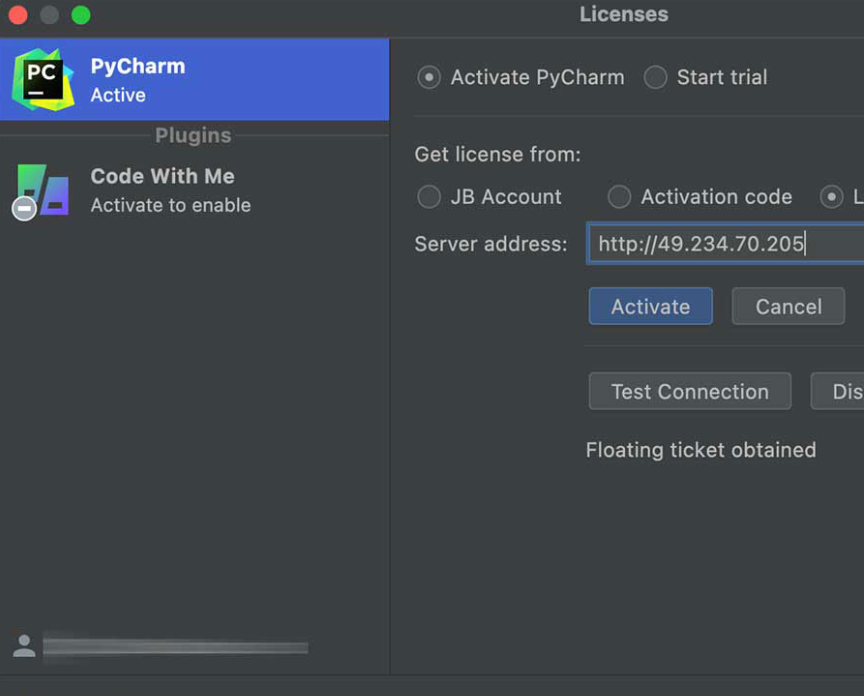 Licenses
PC
PyCharm
Active
Plugins
Code With Me
Activate to enable
Activate PyCharm Start trial
Get license from:
JB Account Activation code L
Server address: http://49.234.70.205
Activate Cancel
Test Connection Dis
Floating ticket obtained